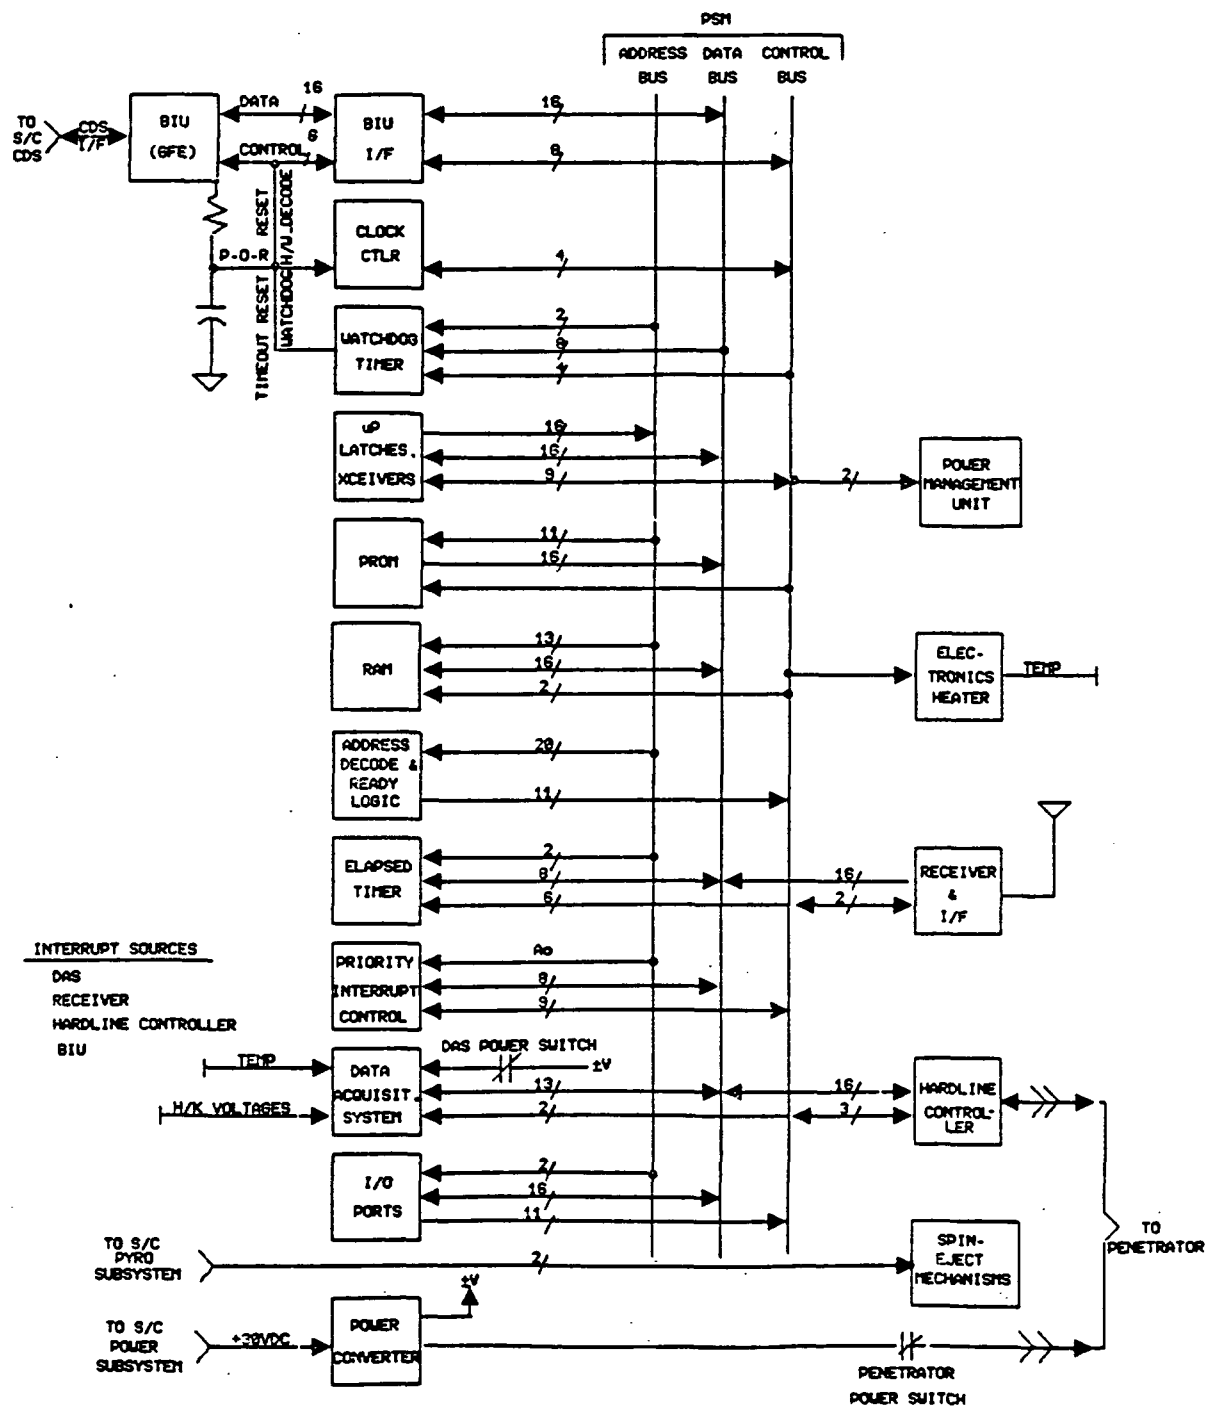 PSM
ADDRESS DATA CONTROL
BUS BUS BUS
TO
S/C
CDS
CDS
I/F
BIU
(GFE)
DATA
16
CONTROL
6
BIU
I/F
16
8
TIMEOUT RESET RESET
WATCHDOG H/W DECODE
P-O-R
CLOCK
CTLR
4
WATCHDOG
TIMER
2
8
4
uP
LATCHES,
XCEIVERS
16
16
9
2
POWER
MANAGEMENT
UNIT
PROM
11
16
RAM
13
16
2
ELEC-
TRONICS
HEATER
TEMP
ADDRESS
DECODE &
READY
LOGIC
20
11
ELAPSED
TIMER
2
8
6
16
2
RECEIVER
&
I/F
INTERRUPT SOURCES
DAS
RECEIVER
HARDLINE CONTROLLER
BIU
PRIORITY
INTERRUPT
CONTROL
Ao
8
9
TEMP
H/K VOLTAGES
DATA
ACQUISIT.
SYSTEM
DAS POWER SWITCH
±V
13
2
16
3
HARDLINE
CONTROL-
LER
I/O
PORTS
2
16
11
TO
PENETRATOR
TO S/C
PYRO
SUBSYSTEM
2
SPIN-
EJECT
MECHANISMS
±V
TO S/C
POWER
SUBSYSTEM
+30VDC
POWER
CONVERTER
PENETRATOR
POWER SWITCH